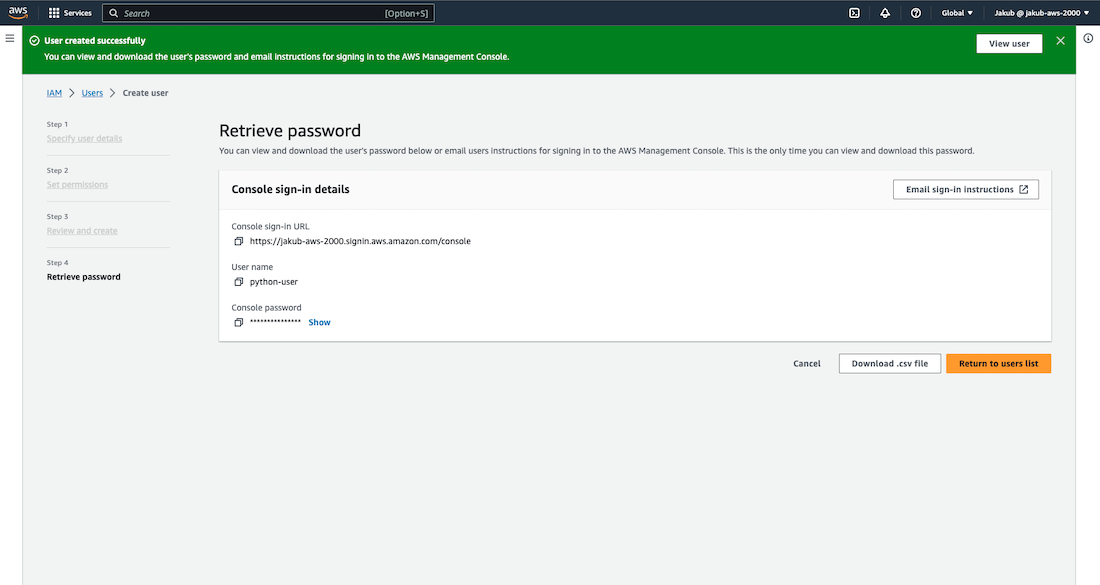 aws
Services
Search
[Option+S]
Global
Jakub @ jakub-aws-2000
User created successfully
You can view and download the user's password and email instructions for signing in to the AWS Management Console.
View user
IAM
Users
Create user
Step 1
Specify user details
Step 2
Set permissions
Step 3
Review and create
Step 4
Retrieve password
Retrieve password
You can view and download the user's password below or email users instructions for signing in to the AWS Management Console. This is the only time you can view and download this password.
Console sign-in details
Email sign-in instructions
Console sign-in URL
https://jakub-aws-2000.signin.aws.amazon.com/console
User name
python-user
Console password
*************** Show
Cancel
Download .csv file
Return to users list